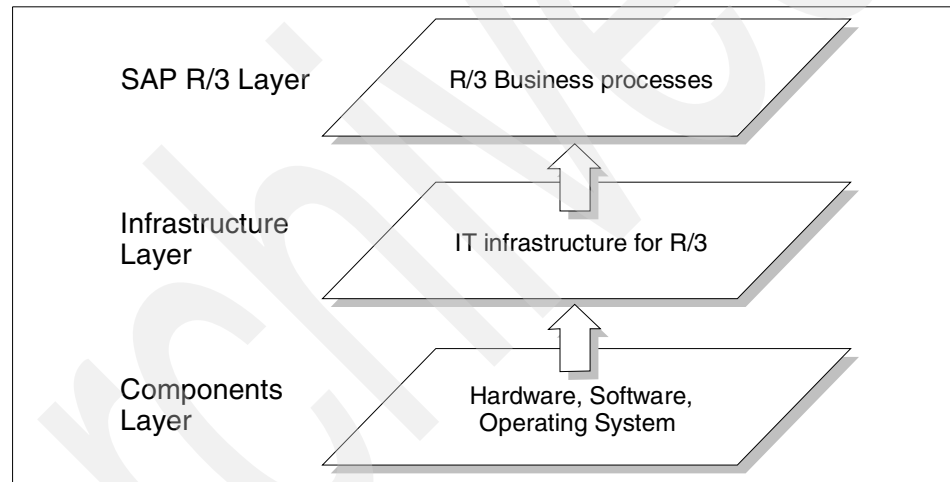 SAP R/3 Layer
R/3 Business processes
Infrastructure
Layer
IT infrastructure for R/3
Components
Layer
Hardware, Software,
Operating System